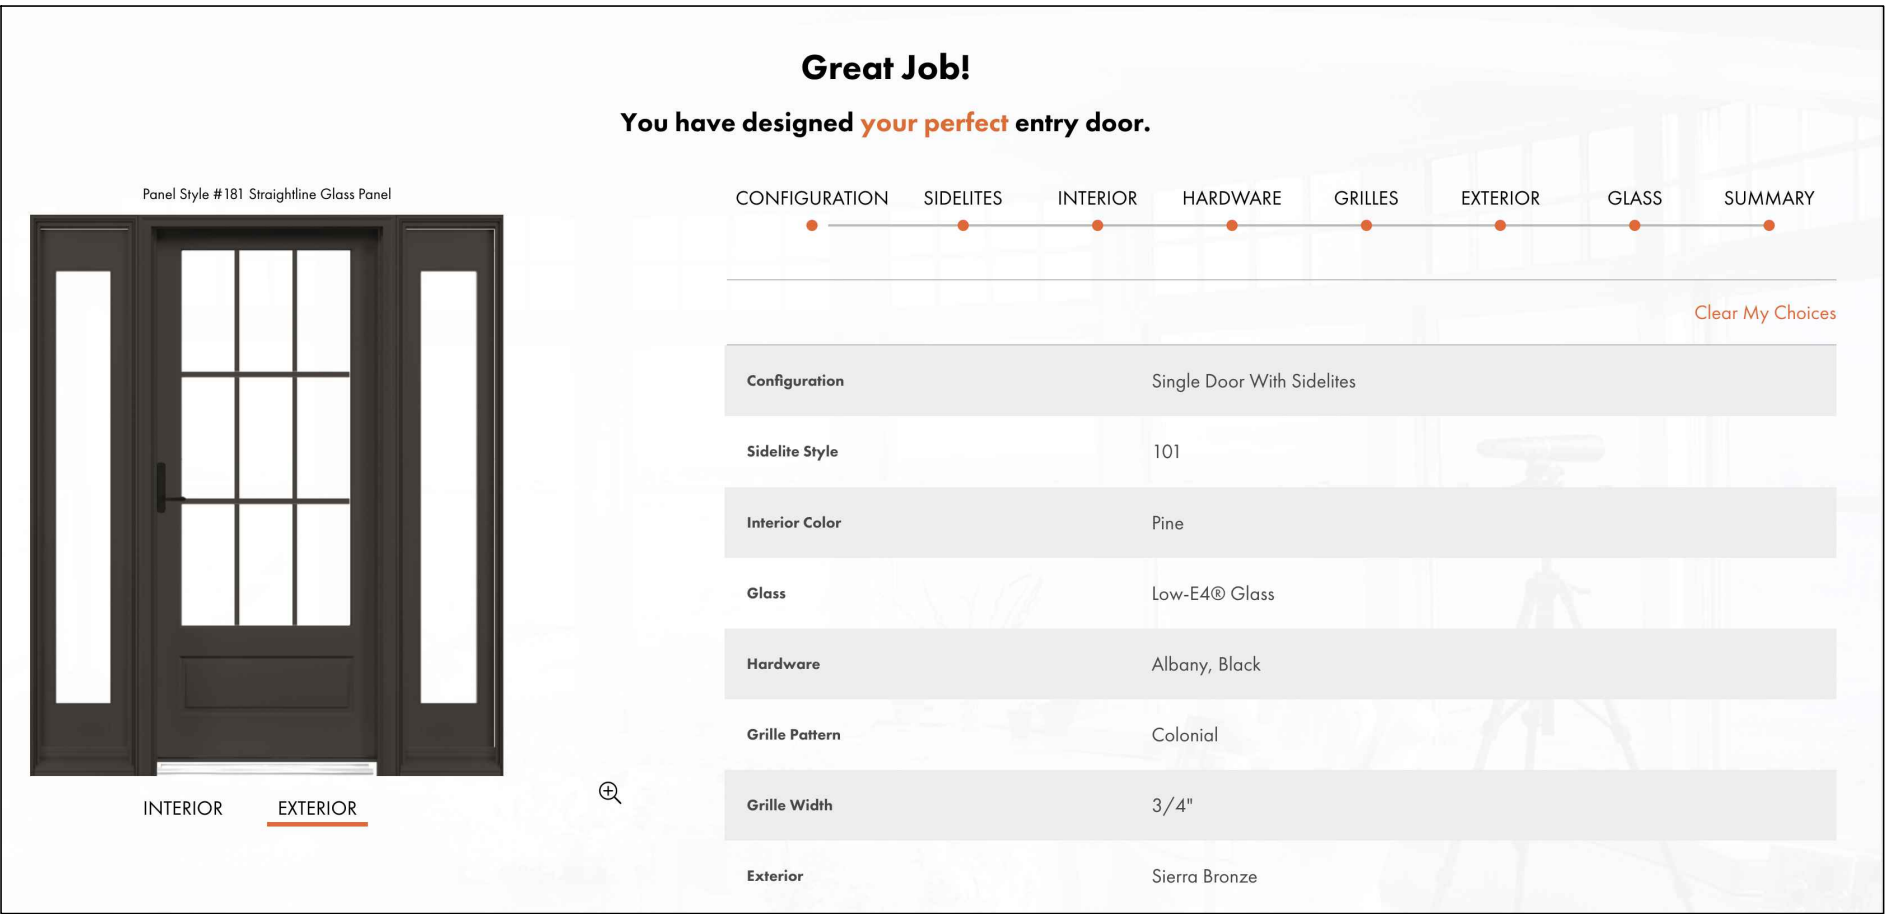 Great Job!
You have designed your perfect entry door.
Panel Style #181 Straightline Glass Panel
INTERIOR EXTERIOR
CONFIGURATION SIDELITES INTERIOR HARDWARE GRILLES EXTERIOR GLASS SUMMARY
Clear My Choices
Configuration Single Door With Sidelites
Sidelite Style 101
Interior Color Pine
Glass Low-E4® Glass
Hardware Albany, Black
Grille Pattern Colonial
Grille Width 3/4"
Exterior Sierra Bronze